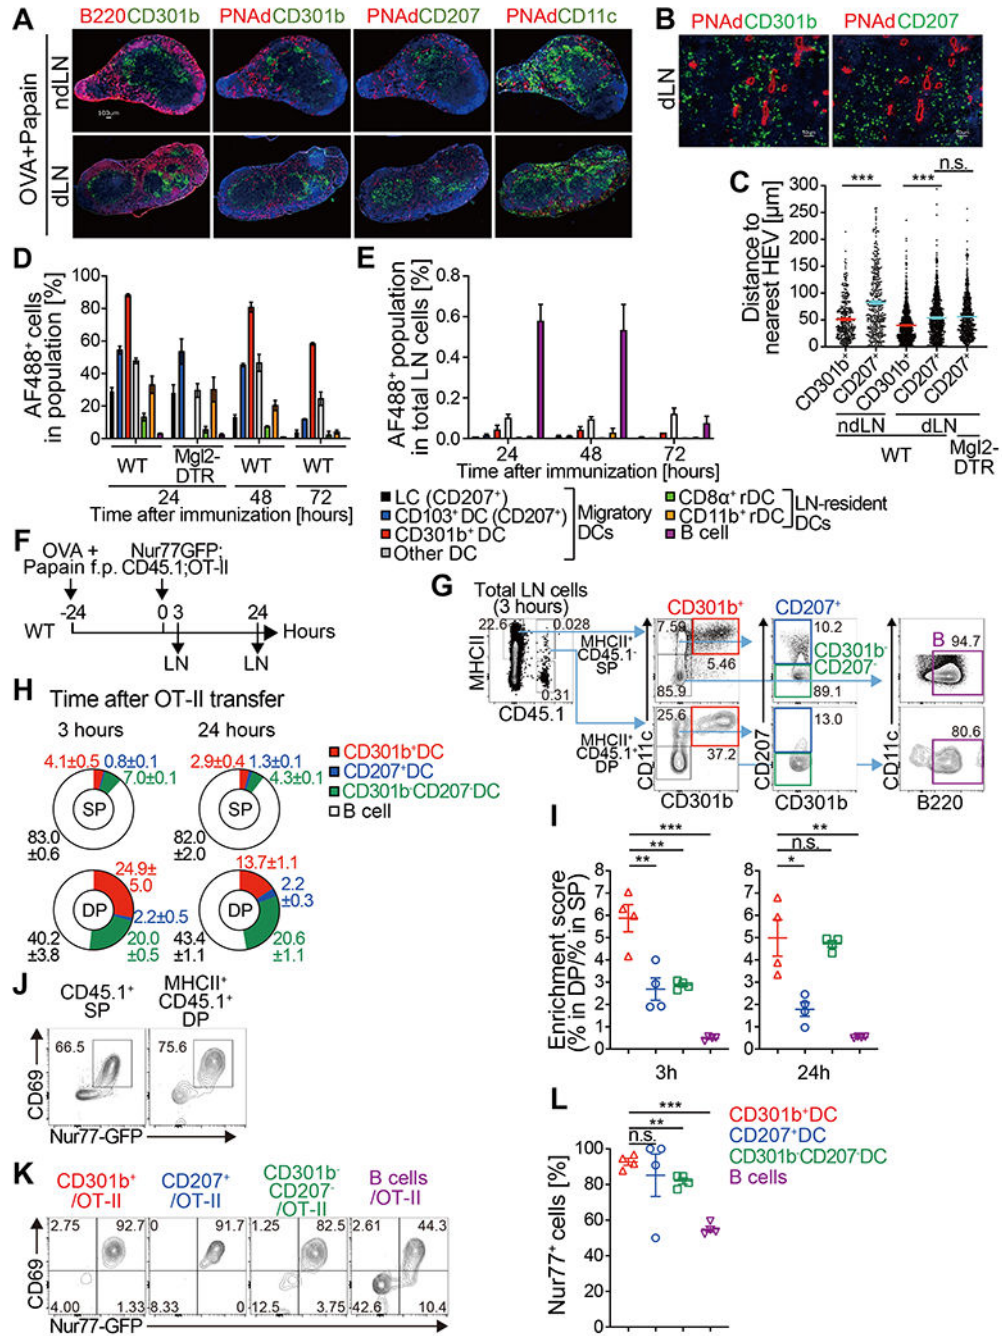 A
B220CD301b
PNAdCD301b
PNAdCD207
PNAdCD11c
OVA+Papain
ndLN
dLN
100μm
B
PNAdCD301b
PNAdCD207
dLN
C
Distance to
nearest HEV [µm]
300
250
200
150
100
50
0
***
***
n.s.
CD301b⁺
CD207⁺
CD301b⁺
CD207⁺
CD207⁺
ndLN
dLN
WT
Mgl2-
DTR
D
AF488⁺ cells
in population [%]
100
80
60
40
20
0
WT
Mgl2-
DTR
WT
WT
24
48
72
Time after immunization [hours]
E
AF488⁺ population
in total LN cells [%]
0.8
0.6
0.4
0.2
0.0
24
48
72
Time after immunization [hours]
LC (CD207⁺)
CD103⁺ DC (CD207⁺)
CD301b⁺ DC
Other DC
Migratory
DCs
CD8α⁺ rDC
CD11b⁺ rDC
B cell
LN-resident
DCs
F
OVA +
Papain f.p.
Nur77GFP;
CD45.1;OT-II
-24
0
3
24
WT
Hours
LN
LN
G
Total LN cells
(3 hours)
22.6
0.028
0.31
MHCII
CD45.1
MHCII⁺
CD45.1⁻
SP
MHCII⁺
CD45.1⁺
DP
CD301b⁺
7.59
5.46
85.9
25.6
37.2
CD11c
CD301b
CD207⁺
10.2
CD301b⁻
CD207⁻
89.1
13.0
CD207
CD301b
B
94.7
80.6
CD11c
B220
H
Time after OT-II transfer
3 hours
24 hours
4.1±0.5
0.8±0.1
7.0±0.1
SP
83.0
±0.6
2.9±0.4
1.3±0.1
4.3±0.1
SP
82.0
±2.0
24.9±
5.0
2.2±0.5
20.0
±0.5
DP
40.2
±3.8
13.7±1.1
2.2
±0.3
20.6
±1.1
DP
43.4
±1.1
CD301b⁺DC
CD207⁺DC
CD301b⁻CD207⁻DC
B cell
I
Enrichment score
(% in DP/% in SP)
8
7
6
5
4
3
2
1
0
***
**
**
3h
8
7
6
5
4
3
2
1
0
**
n.s.
*
24h
J
CD45.1⁺
SP
MHCII⁺
CD45.1⁺
DP
66.5
75.6
CD69
Nur77-GFP
K
CD301b⁺
/OT-II
CD207⁺
/OT-II
CD301b⁻
CD207⁻
/OT-II
B cells
/OT-II
2.75
92.7
4.00
1.33
0
91.7
8.33
0
1.25
82.5
12.5
3.75
2.61
44.3
42.6
10.4
CD69
Nur77-GFP
L
Nur77⁺ cells [%]
100
80
60
40
20
0
***
**
n.s.
CD301b⁺DC
CD207⁺DC
CD301b⁻CD207⁻DC
B cells